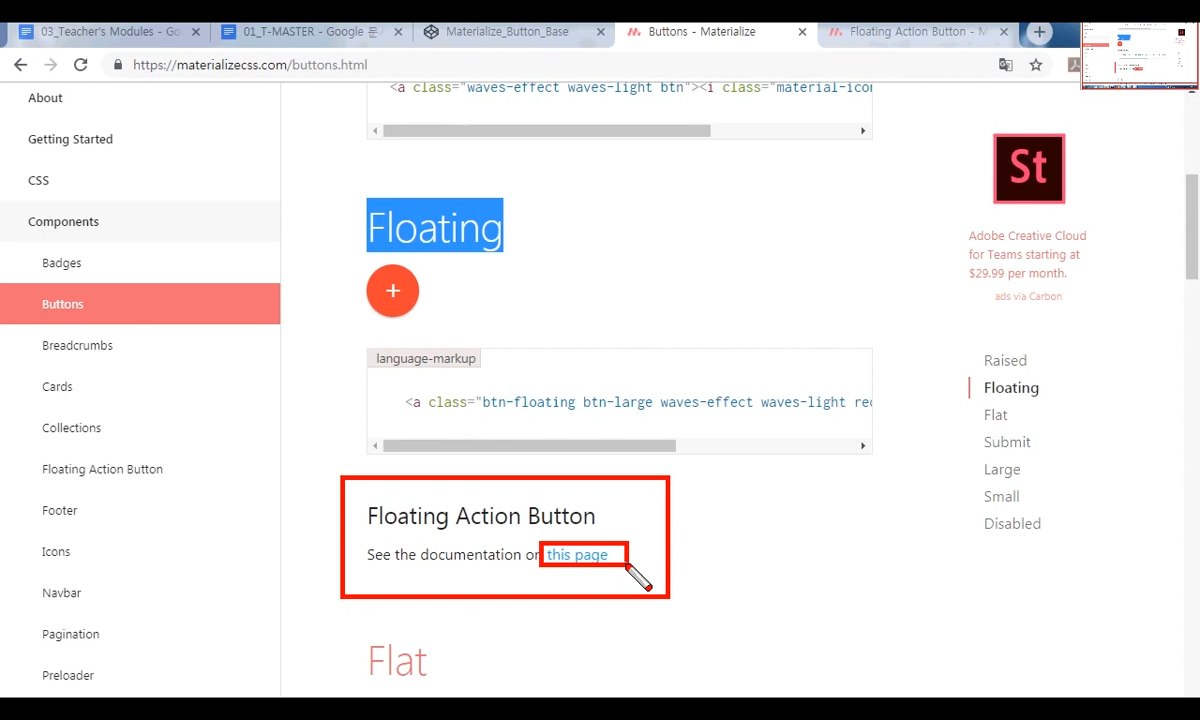 03_Teacher's Modules - Go
01_T-MASTER - Google 문
Materialize_Button_Base
Buttons - Materialize
Floating Action Button - M
https://materializecss.com/buttons.html
About
Getting Started
CSS
Components
Badges
Buttons
Breadcrumbs
Cards
Collections
Floating Action Button
Footer
Icons
Navbar
Pagination
Preloader
<a class="waves-effect waves-light btn"><i class="material-ico
Floating
+
language-markup
<a class="btn-floating btn-large waves-effect waves-light re
Floating Action Button
See the documentation on this page
Flat
St
Adobe Creative Cloud
for Teams starting at
$29.99 per month.
ads via Carbon
Raised
Floating
Flat
Submit
Large
Small
Disabled